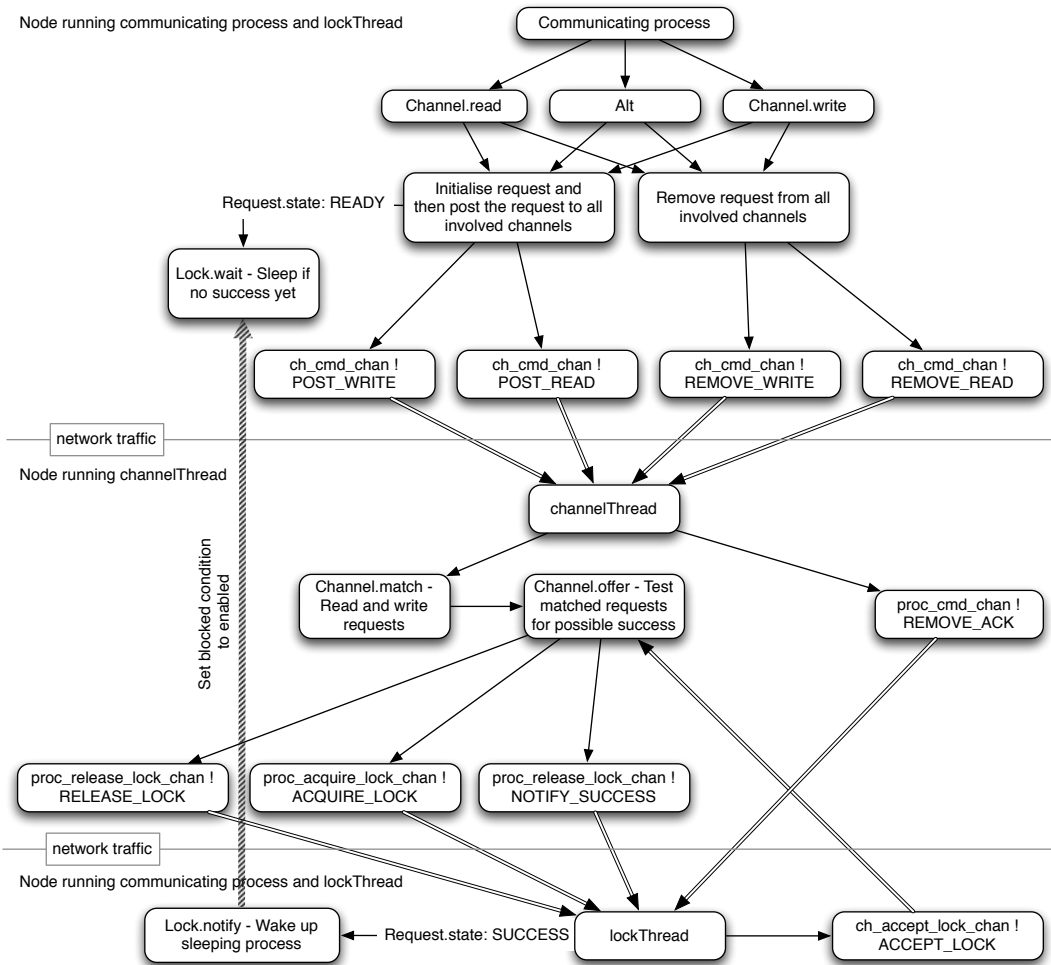 Node running communicating process and lockThread
Communicating process
Channel.read
Alt
Channel.write
Initialise request and
then post the request to all
involved channels
Remove request from all
involved channels
Request.state: READY
Lock.wait - Sleep if
no success yet
ch_cmd_chan !
POST_WRITE
ch_cmd_chan !
POST_READ
ch_cmd_chan !
REMOVE_WRITE
ch_cmd_chan !
REMOVE_READ
network traffic
Node running channelThread
channelThread
Set blocked condition
to enabled
Channel.match -
Read and write
requests
Channel.offer - Test
matched requests
for possible success
proc_cmd_chan !
REMOVE_ACK
proc_release_lock_chan !
RELEASE_LOCK
proc_acquire_lock_chan !
ACQUIRE_LOCK
proc_release_lock_chan !
NOTIFY_SUCCESS
network traffic
Node running communicating process and lockThread
Lock.notify - Wake up
sleeping process
Request.state: SUCCESS
lockThread
ch_accept_lock_chan !
ACCEPT_LOCK